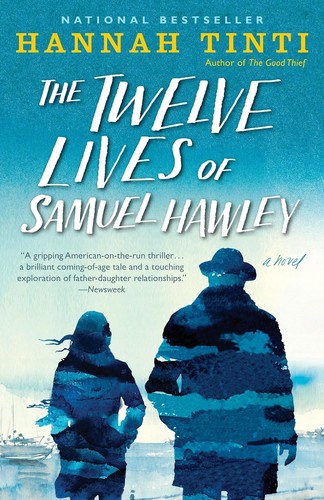 NATIONAL BESTSELLER
HANNAH TINTI
Author of The Good Thief
THE TWELVE
LIVES OF
SAMUEL HAWLEY
a novel
"A gripping American-on-the-run thriller...
a brilliant coming-of-age tale and a touching
exploration of father-daughter relationships."
—Newsweek